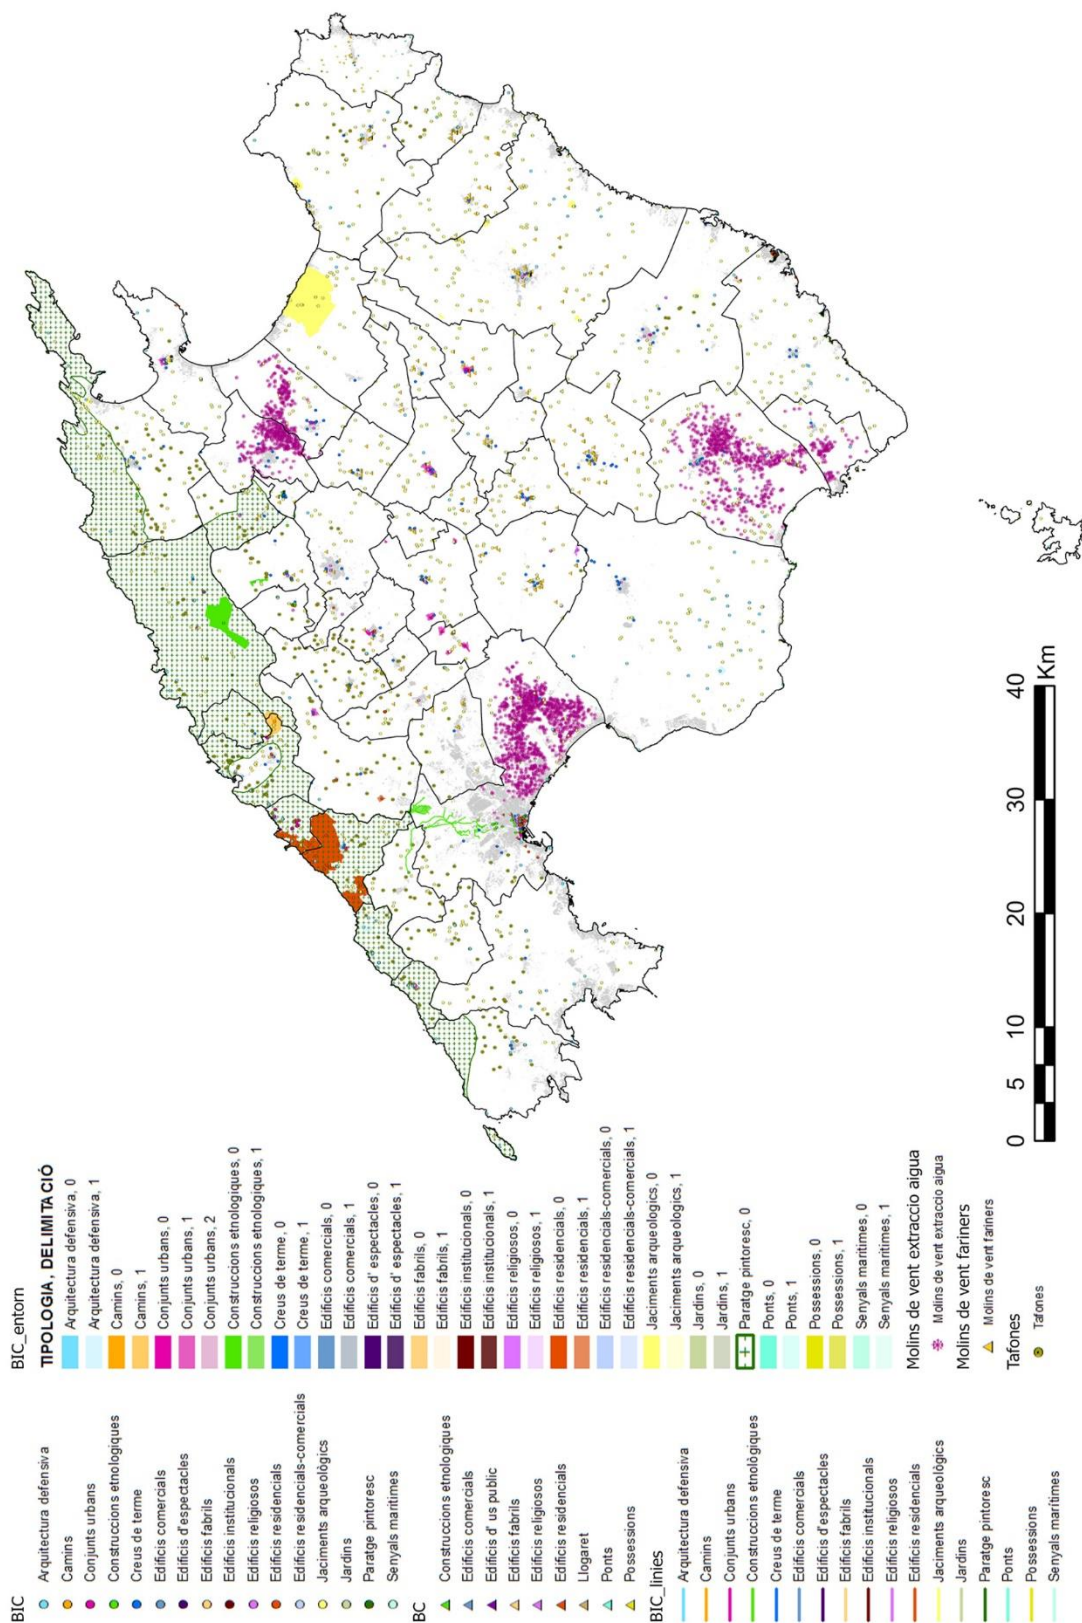 BIC
Arquitectura defensiva
Camins
Conjunts urbans
Construccions etnologiques
Creus de terme
Edificis comercials
Edificis d'espectacles
Edificis fabrils
Edificis institucionals
Edificis religiosos
Edificis residencials
Edificis residencials-comercials
Jaciments arqueològics
Jardins
Paratge pintoresc
Senyals marítimes
BC
Construccions etnologiques
Edificis comercials
Edificis d' us public
Edificis fabrils
Edificis religiosos
Edificis residencials
Llogaret
Ponts
Possessions
BIC_linies
Arquitectura defensiva
Camins
Conjunts urbans
Construccions etnològiques
Creus de terme
Edificis comercials
Edificis d'espectacles
Edificis fabrils
Edificis institucionals
Edificis religiosos
Edificis residencials
Jaciments arqueològics
Jardins
Paratge pintoresc
Ponts
Possessions
Senyals marítimes
BIC_entorn
TIPOLOGIA, DELIMITACIÓ
Arquitectura defensiva, 0
Arquitectura defensiva, 1
Camins, 0
Camins, 1
Conjunts urbans, 0
Conjunts urbans, 1
Conjunts urbans, 2
Construccions etnologiques, 0
Construccions etnologiques, 1
Creus de terme, 0
Creus de terme, 1
Edificis comercials, 0
Edificis comercials, 1
Edificis d' espectacles, 0
Edificis d' espectacles, 1
Edificis fabrils, 0
Edificis fabrils, 1
Edificis institucionals, 0
Edificis institucionals, 1
Edificis religiosos, 0
Edificis religiosos, 1
Edificis residencials, 0
Edificis residencials, 1
Edificis residencials-comercials, 0
Edificis residencials-comercials, 1
Jaciments arqueologics, 0
Jaciments arqueologics, 1
Jardins, 0
Jardins, 1
Paratge pintoresc, 0
Ponts, 0
Ponts, 1
Possessions, 0
Possessions, 1
Senyals maritimes, 0
Senyals maritimes, 1
Molins de vent extraccio aigua
Molins de vent extraccio aigua
Molins de vent fariners
Molins de vent fariners
Tafones
Tafones
0 5 10 20 30 40
Km